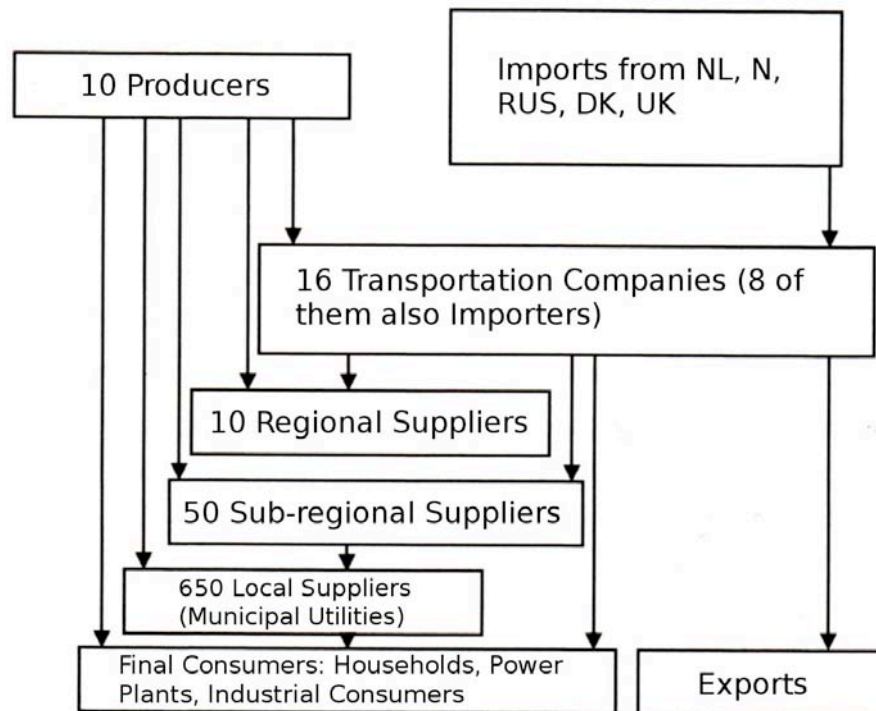 10 Producers
Imports from NL, N,
RUS, DK, UK
16 Transportation Companies (8 of
them also Importers)
10 Regional Suppliers
50 Sub-regional Suppliers
650 Local Suppliers
(Municipal Utilities)
Final Consumers: Households, Power
Plants, Industrial Consumers
Exports